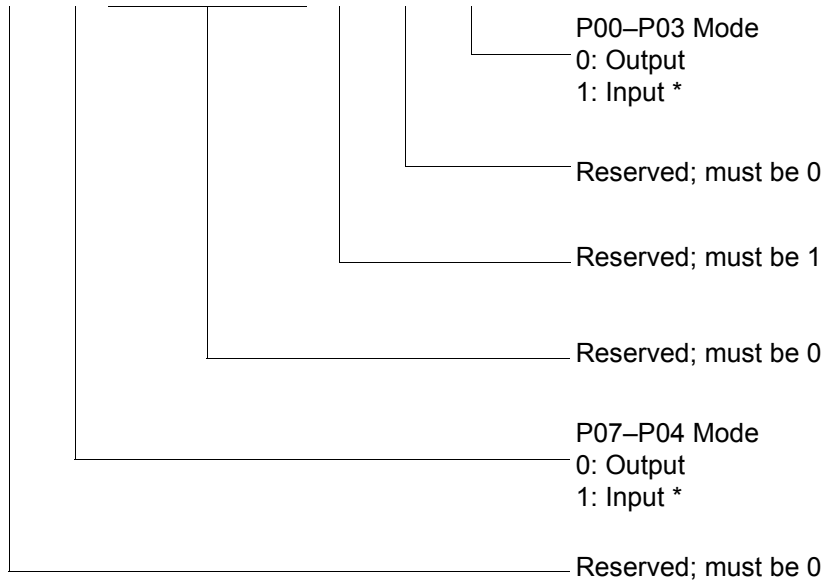 P00–P03 Mode
0: Output
1: Input *
Reserved; must be 0
Reserved; must be 1
Reserved; must be 0
P07–P04 Mode
0: Output
1: Input *
Reserved; must be 0